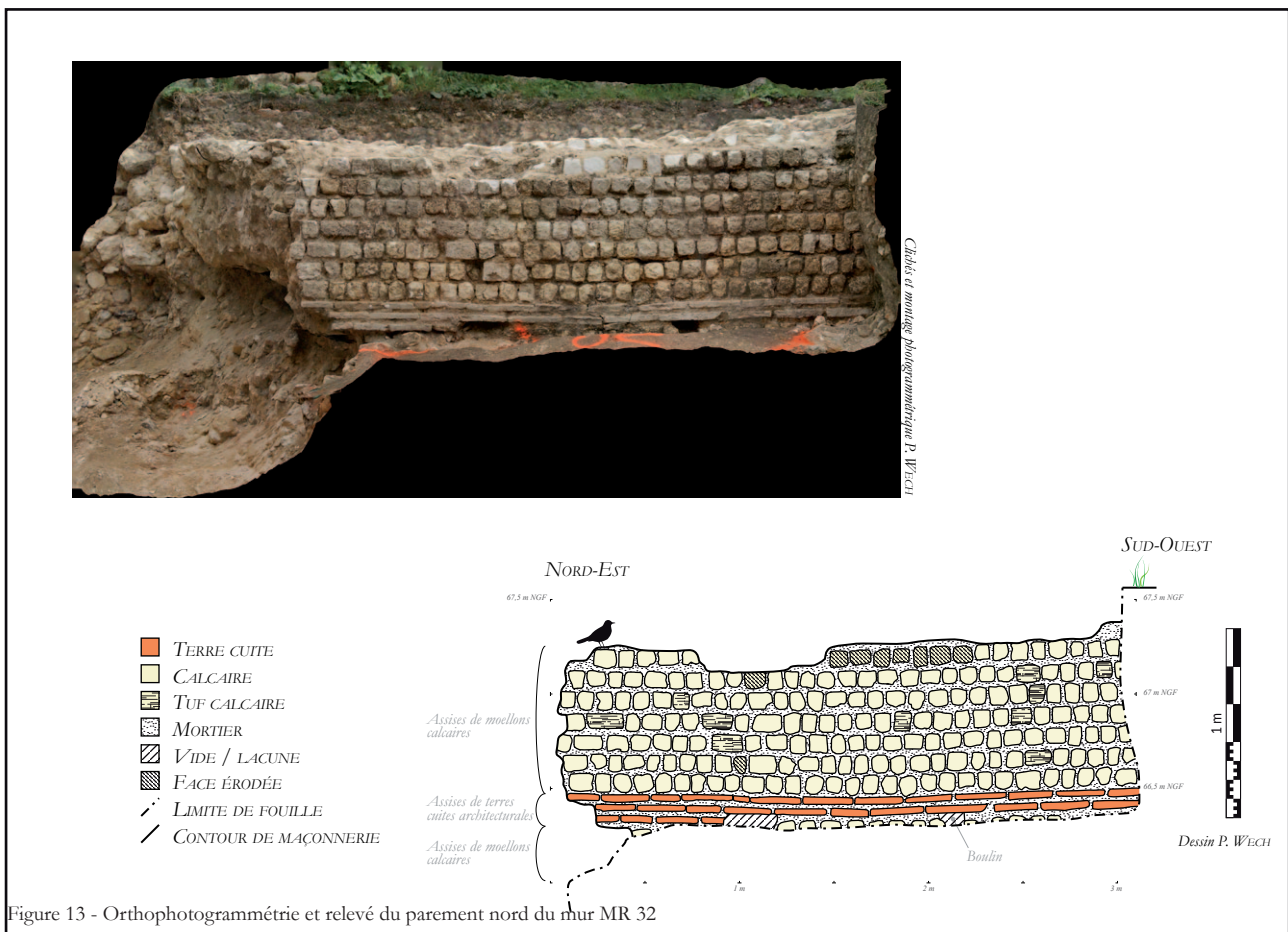 Clichés et montage photogrammétrique P. WECH
NORD-EST
SUD-OUEST
67,5 m NGF
67,5 m NGF
TERRE CUITE
CALCAIRE
TUF CALCAIRE
MORTIER
VIDE / LACUNE
FACE ÉRODÉE
LIMITE DE FOUILLE
CONTOUR DE MAÇONNERIE
Assises de moellons
calcaires
Assises de terres
cuites architecturales
Assises de moellons
calcaires
67 m NGF
66,5 m NGF
1 m
Dessin P. WECH
Boulin
1 m
2 m
3 m
Figure 13 - Orthophotogrammétrie et relevé du parement nord du mur MR 32